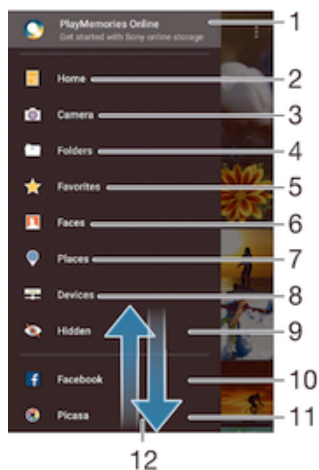 PlayMemories Online 1
Get started with Sony online storage
Home 2
Camera 3
Folders 4
Favorites 5
Faces 6
Places 7
Devices 8
Hidden 9
Facebook 10
Picasa 11
12